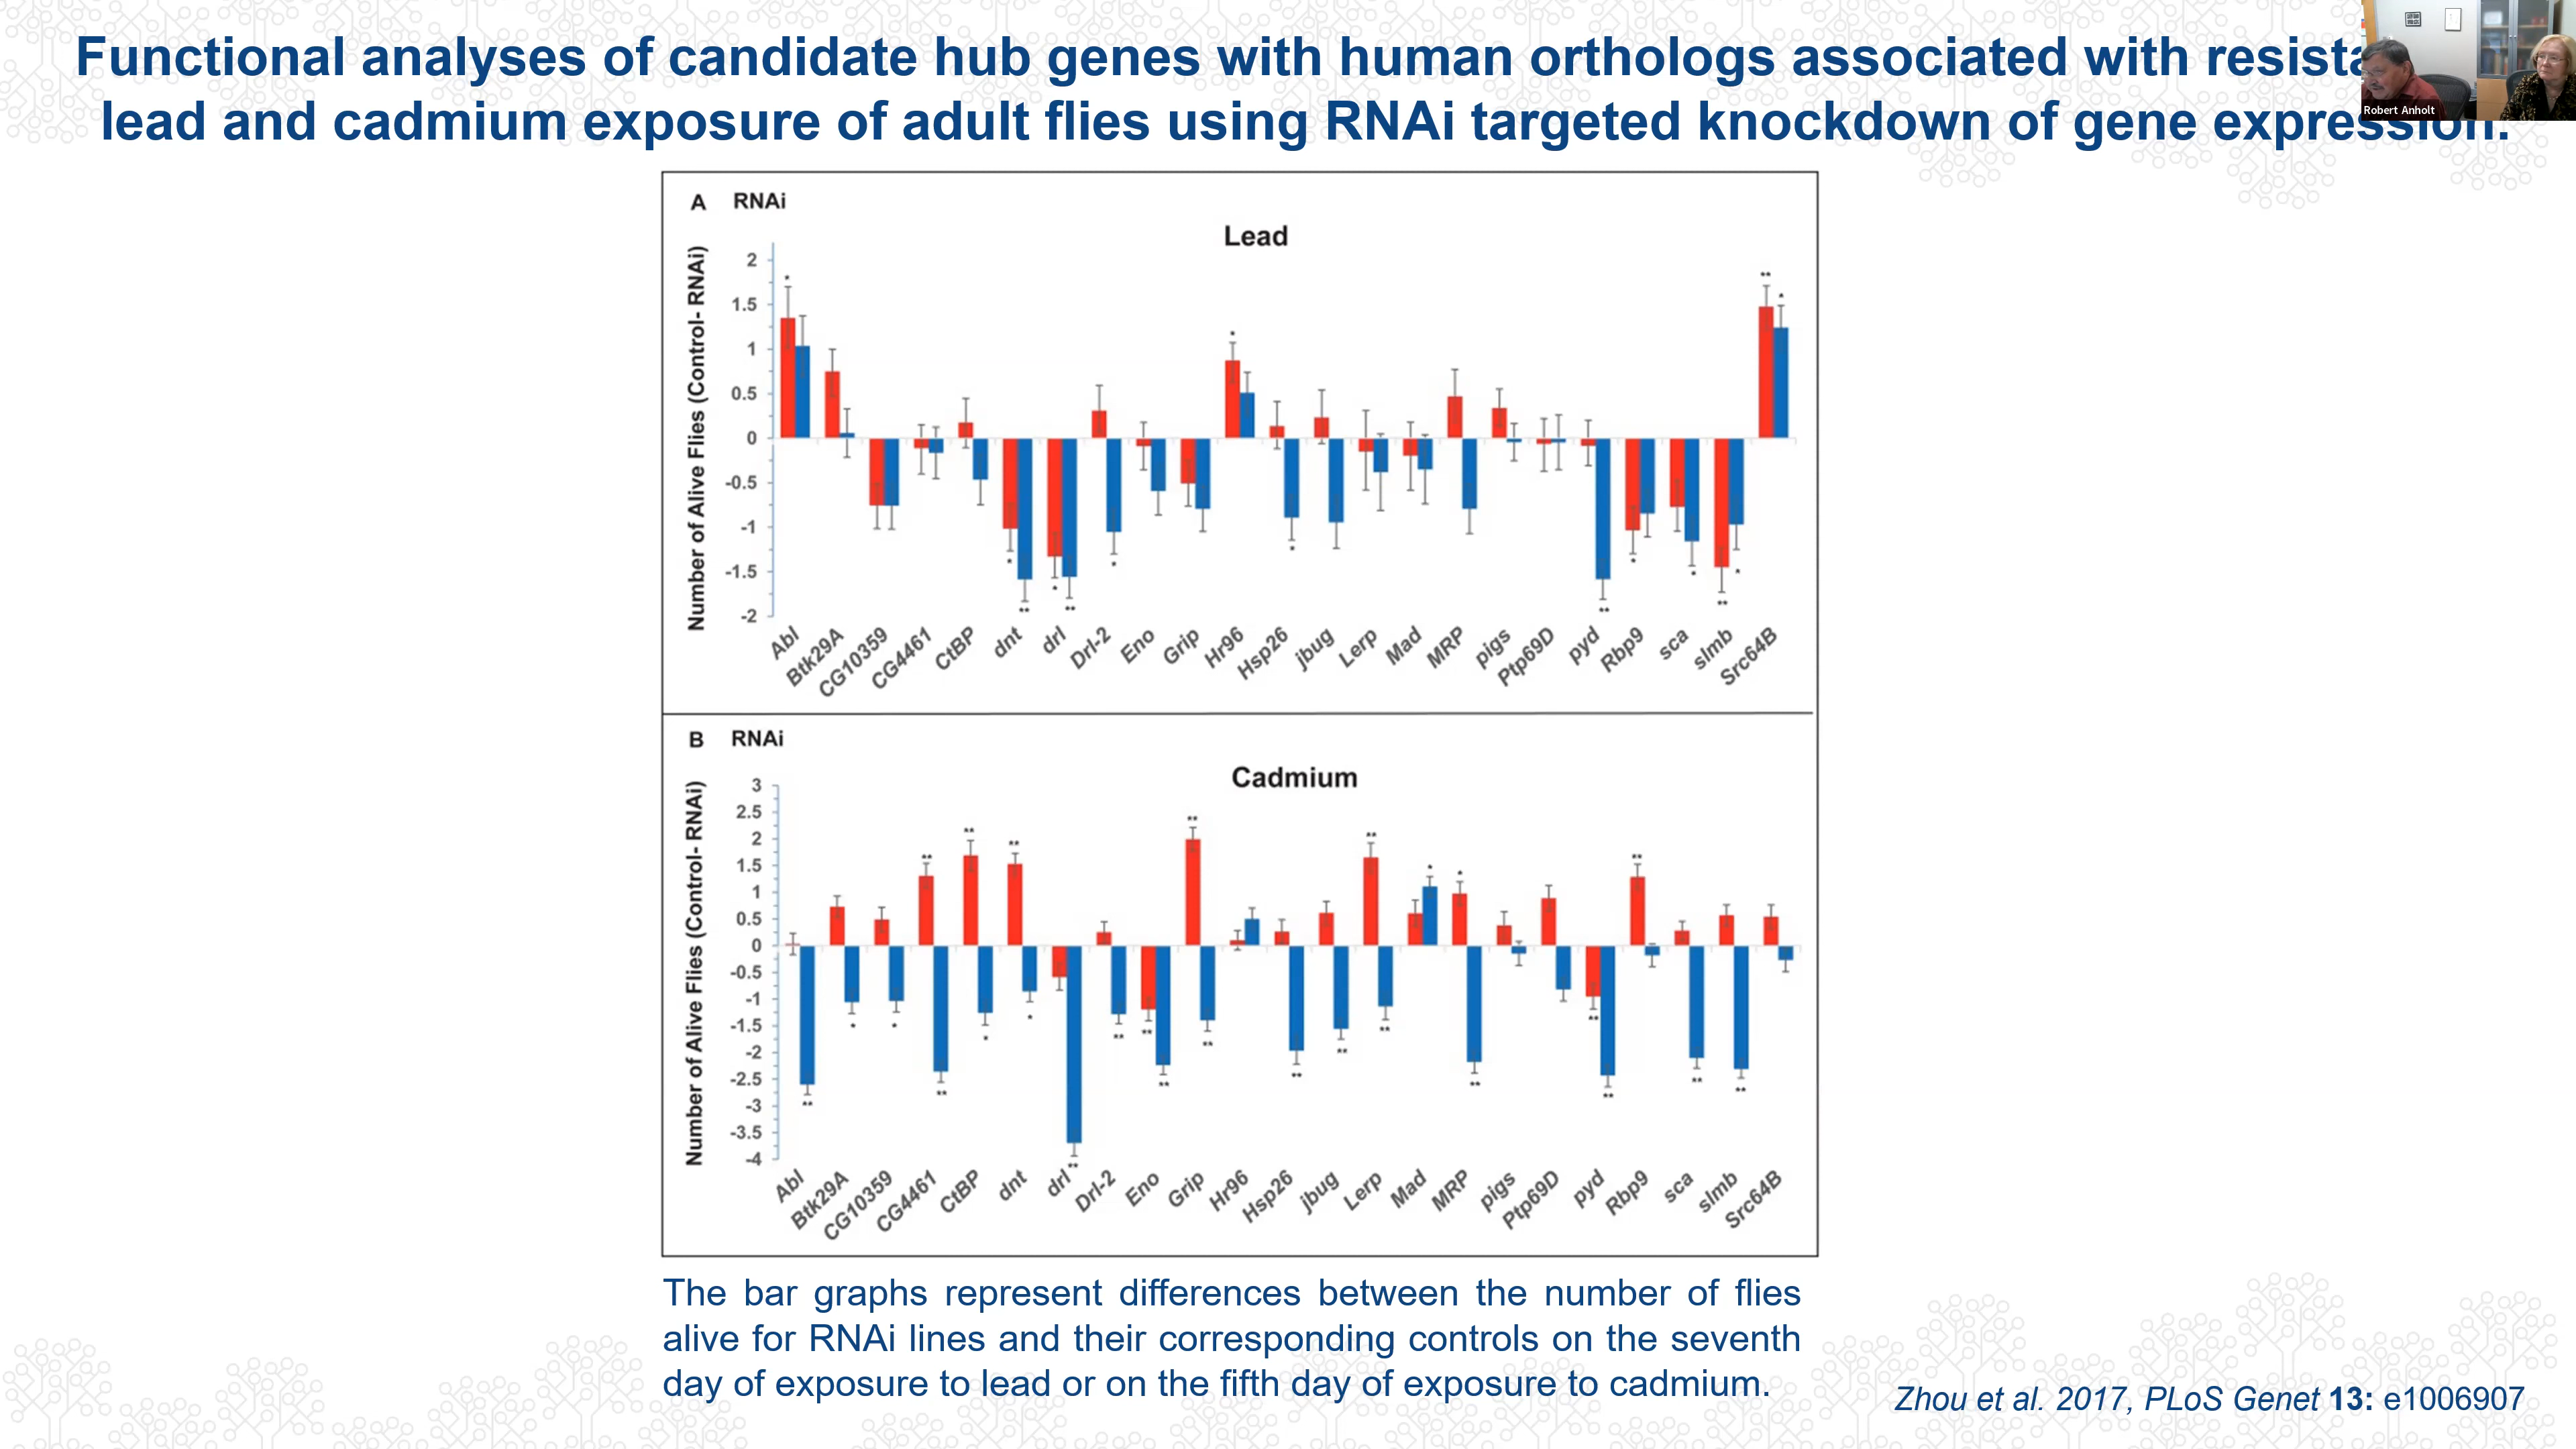 Functional analyses of candidate hub genes with human orthologs associated with resista
lead and cadmium exposure of adult flies using RNAi targeted knockdown of gene expression.
Robert Anholt
A RNAi
Lead
Number of Alive Flies (Control- RNAi)
2
1.5
1
0.5
0
-0.5
-1
-1.5
-2
* * ** * ** * * * ** * * ** * ** *
Abl Btk29A CG10359 CG4461 CtBP dnt drl Drl-2 Eno Grip Hr96 Hsp26 jbug Lerp Mad MRP pigs Ptp69D pyd Rbp9 sca slmb Src64B
B RNAi
Cadmium
Number of Alive Flies (Control- RNAi)
3
2.5
2
1.5
1
0.5
0
-0.5
-1
-1.5
-2
-2.5
-3
-3.5
-4
** * * ** ** ** * ** * ** ** ** ** ** ** ** ** ** ** * * ** ** ** ** ** **
Abl Btk29A CG10359 CG4461 CtBP dnt drl Drl-2 Eno Grip Hr96 Hsp26 jbug Lerp Mad MRP pigs Ptp69D pyd Rbp9 sca slmb Src64B
The bar graphs represent differences between the number of flies
alive for RNAi lines and their corresponding controls on the seventh
day of exposure to lead or on the fifth day of exposure to cadmium.
Zhou et al. 2017, PLoS Genet 13: e1006907